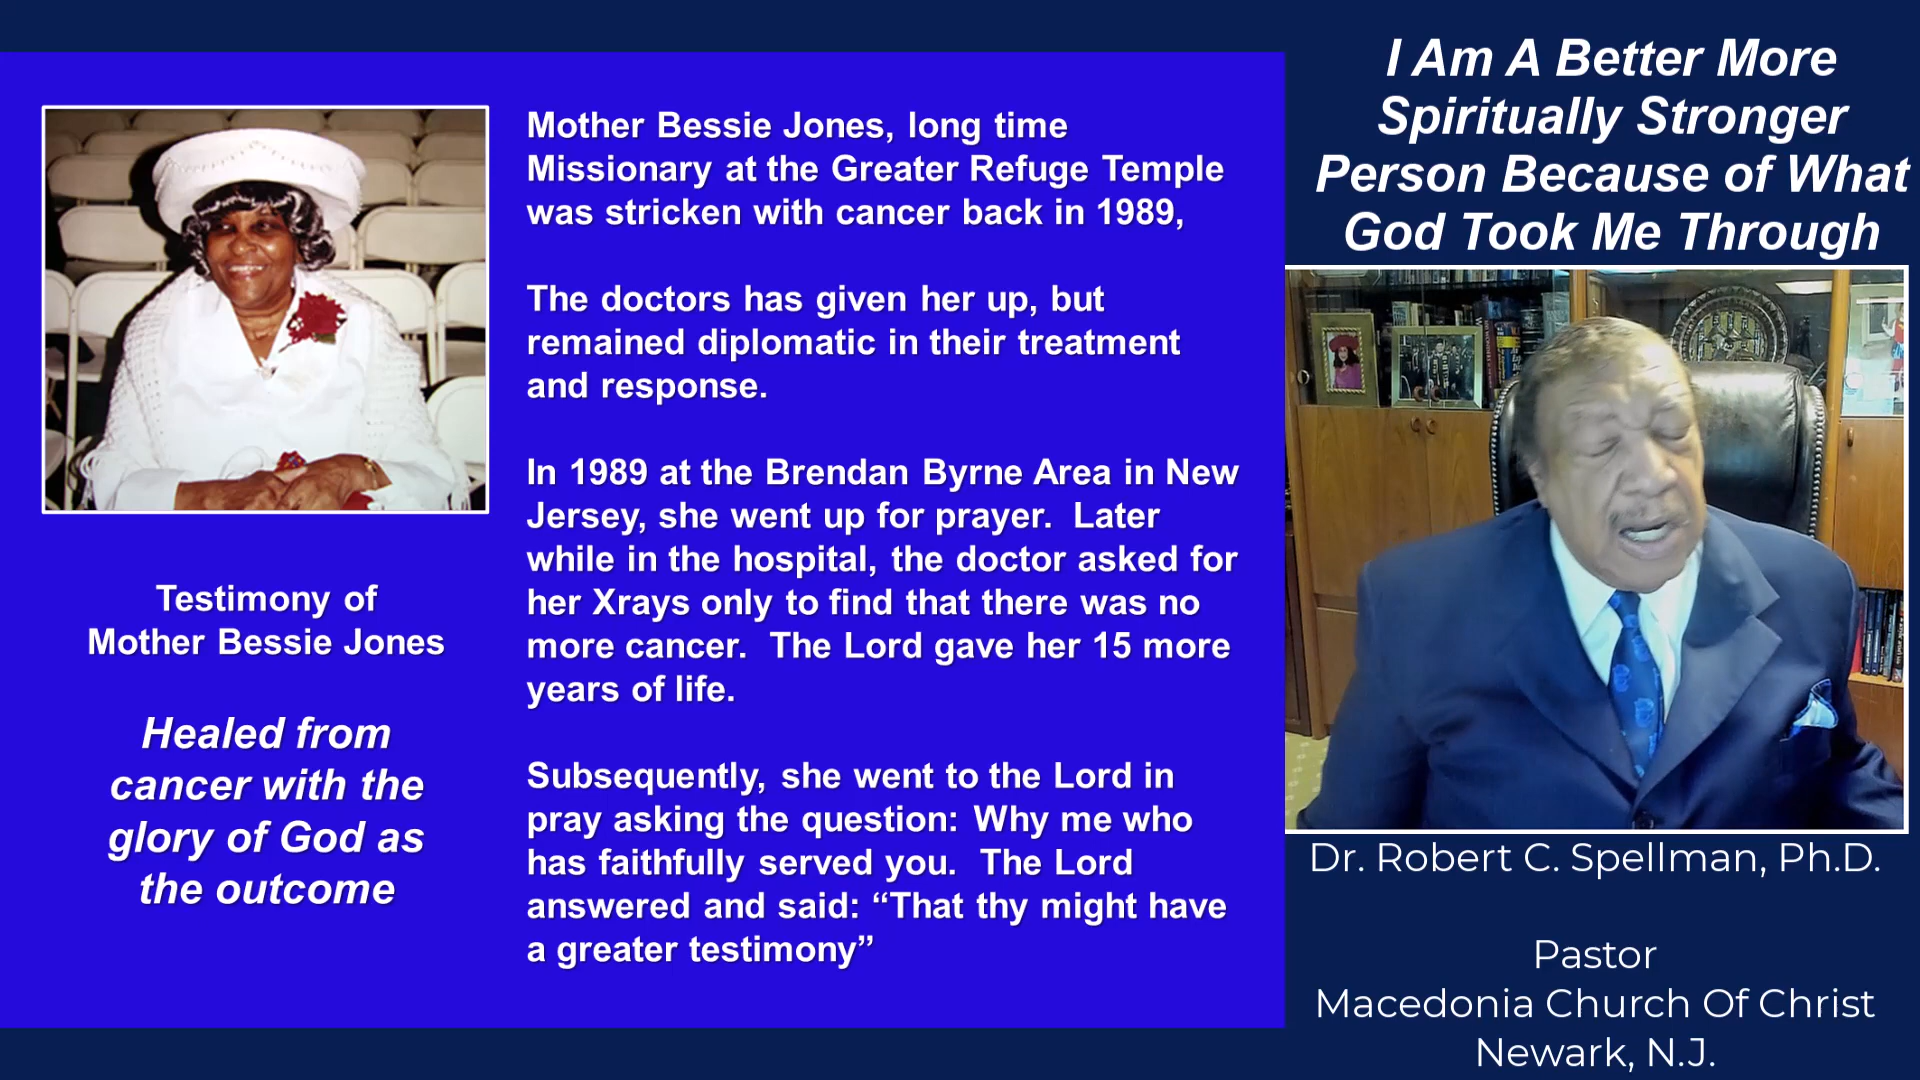 Mother Bessie Jones, long time
Missionary at the Greater Refuge Temple
was stricken with cancer back in 1989,
The doctors has given her up, but
remained diplomatic in their treatment
and response.
In 1989 at the Brendan Byrne Area in New
Jersey, she went up for prayer.  Later
while in the hospital, the doctor asked for
her Xrays only to find that there was no
more cancer.  The Lord gave her 15 more
years of life.
Subsequently, she went to the Lord in
pray asking the question: Why me who
has faithfully served you.  The Lord
answered and said: “That thy might have
a greater testimony”
Testimony of
Mother Bessie Jones
Healed from
cancer with the
glory of God as
the outcome
I Am A Better More
Spiritually Stronger
Person Because of What
God Took Me Through
Dr. Robert C. Spellman, Ph.D.
Pastor
Macedonia Church Of Christ
Newark, N.J.